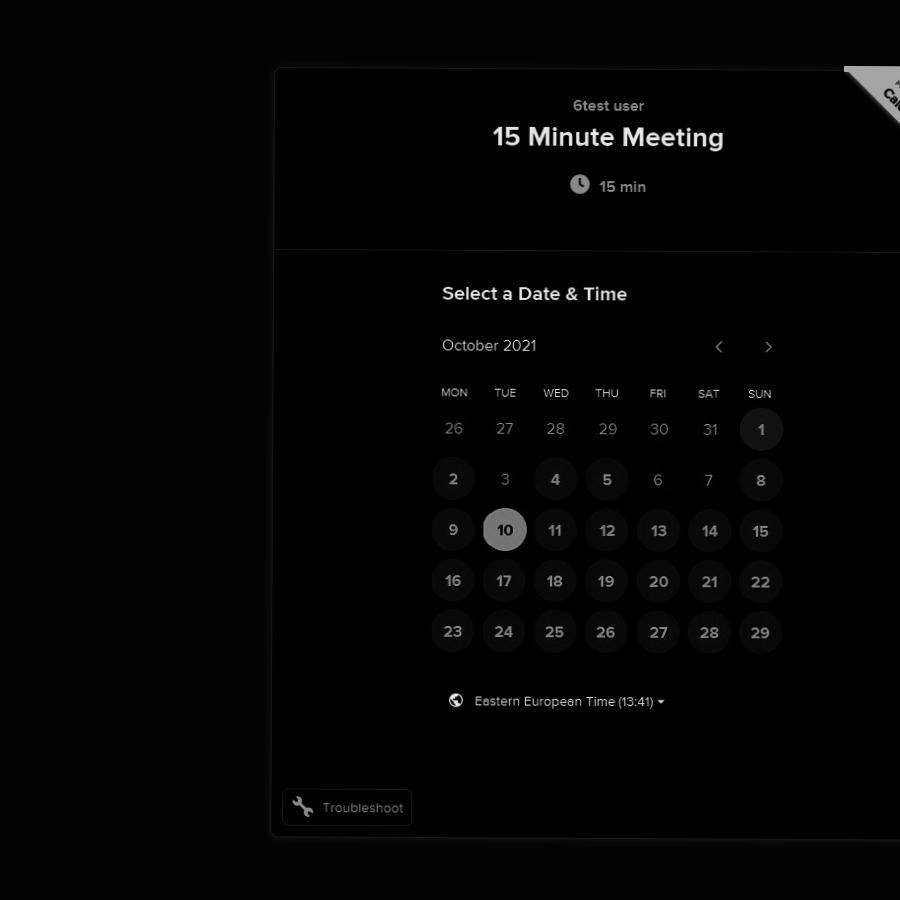 6test user
15 Minute Meeting
15 min
Select a Date & Time
October 2021
MON TUE WED THU FRI SAT SUN
26 27 28 29 30 31 1
2 3 4 5 6 7 8
9 10 11 12 13 14 15
16 17 18 19 20 21 22
23 24 25 26 27 28 29
Eastern European Time (13:41)
Troubleshoot